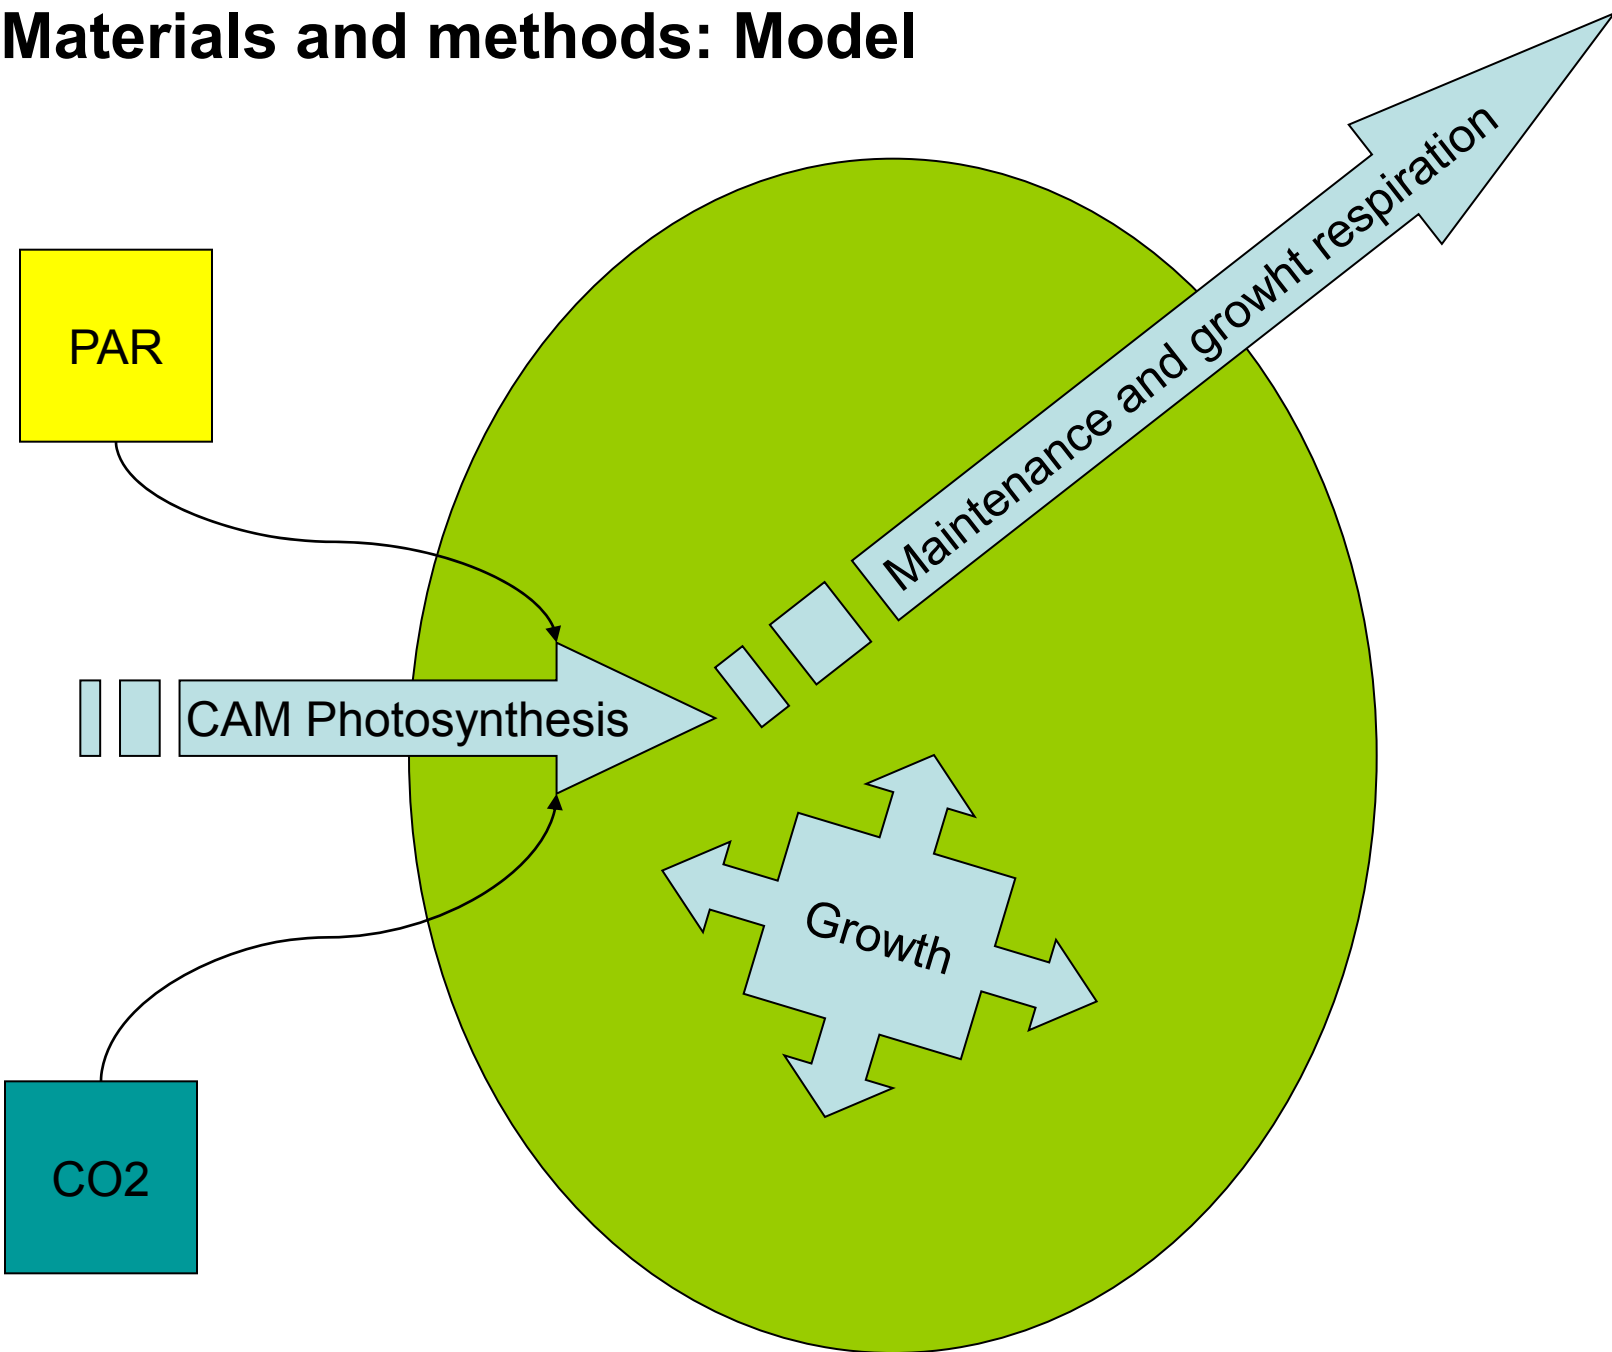 Materials and methods: Model
Maintenance and growht respiration
PAR
CAM Photosynthesis
Growth
CO2